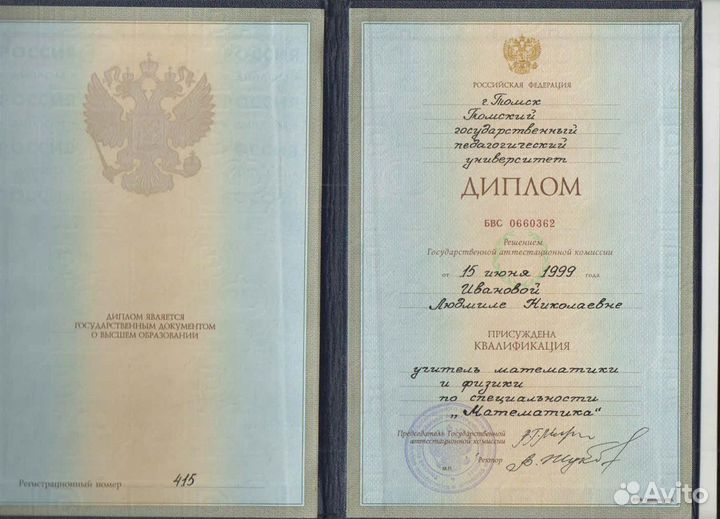 ДИПЛОМ ЯВЛЯЕТСЯ
ГОСУДАРСТВЕННЫМ ДОКУМЕНТОМ
О ВЫСШЕМ ОБРАЗОВАНИИ
Регистрационный номер 415
РОССИЙСКАЯ ФЕДЕРАЦИЯ
г Томск
Томский
государственный
педагогический
университет
ДИПЛОМ
БВС 0660362
Решением
Государственной аттестационной комиссии
от 15 июня 1999 года
Ивановой
Людмиле Николаевне
ПРИСУЖДЕНА
КВАЛИФИКАЦИЯ
учитель математики
и физики
по специальности
„Математика“
Председатель Государственной
аттестационной комиссии
Ректор
М.П.
Avito